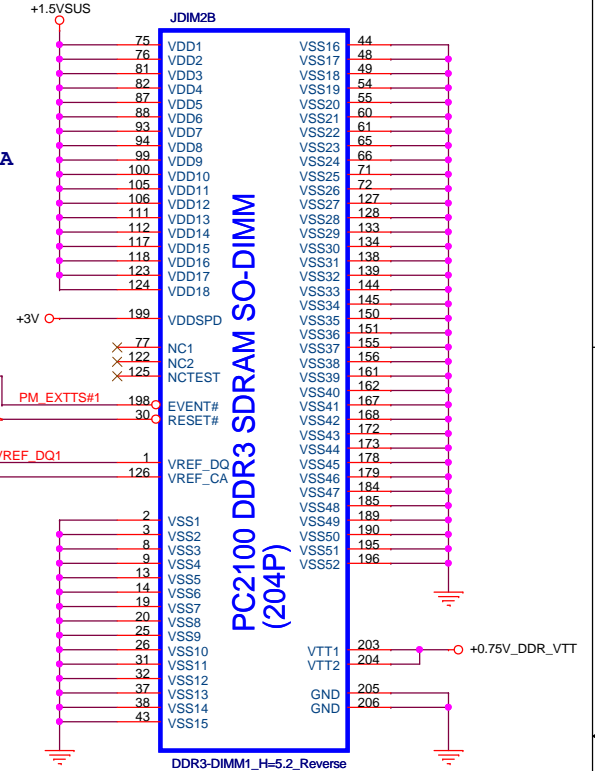 +1.5VSUS
JDIM2B
75 VDD1 VSS16 44
76 VDD2 VSS17 48
81 VDD3 VSS18 49
82 VDD4 VSS19 54
87 VDD5 VSS20 55
88 VDD6 VSS21 60
93 VDD7 VSS22 61
94 VDD8 VSS23 65
A 99 VDD9 VSS24 66
100 VDD10 VSS25 71
105 VDD11 VSS26 72
106 VDD12 VSS27 127
111 VDD13 VSS28 128
112 VDD14 VSS29 133
117 VDD15 VSS30 134
118 VDD16 VSS31 138
123 VDD17 VSS32 139
124 VDD18 VSS33 144
VSS34 145
+3V 199 VDDSPD VSS35 150
VSS36 151
77 NC1 VSS37 155
122 NC2 VSS38 156
125 NCTEST VSS39 161
VSS40 162
PM_EXTTS#1 198 EVENT# VSS41 167
30 RESET# VSS42 168
VSS43 172
VSS44 173
VREF_DQ1 1 VREF_DQ VSS45 178
126 VREF_CA VSS46 179
VSS47 184
VSS48 185
2 VSS1 VSS49 189
3 VSS2 VSS50 190
8 VSS3 VSS51 195
9 VSS4 VSS52 196
13 VSS5
14 VSS6
19 VSS7
20 VSS8
25 VSS9
26 VSS10 VTT1 203 +0.75V_DDR_VTT
31 VSS11 VTT2 204
32 VSS12
37 VSS13 GND 205
38 VSS14 GND 206
43 VSS15
PC2100 DDR3 SDRAM SO-DIMM
(204P)
DDR3-DIMM1_H=5.2_Reverse